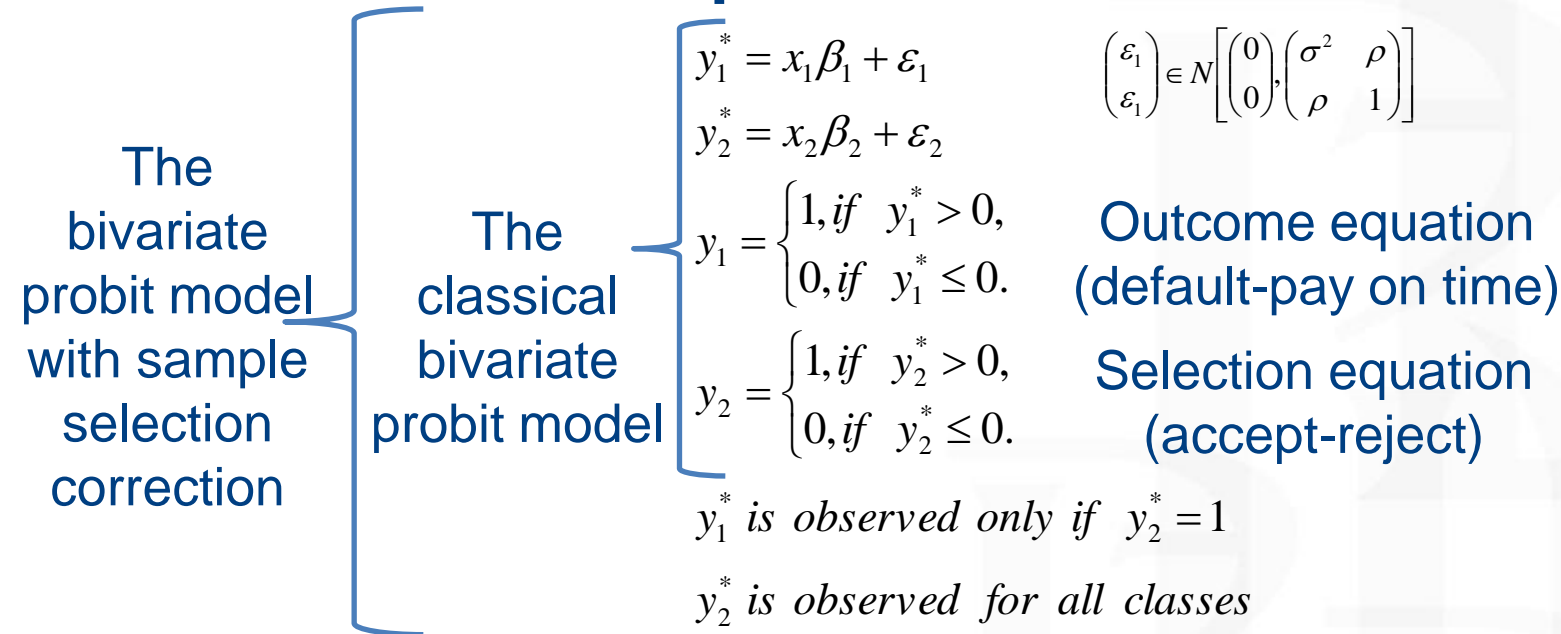 The
bivariate
probit model
with sample
selection
correction
The
classical
bivariate
probit model
y₁* = x₁β₁ + ε₁
y₂* = x₂β₂ + ε₂
y₁ = {1, if y₁* > 0,
0, if y₁* ≤ 0.
y₂ = {1, if y₂* > 0,
0, if y₂* ≤ 0.
(ε₁ ε₁) ∈ N[(0 0), (σ² ρ ρ 1)]
Outcome equation
(default-pay on time)
Selection equation
(accept-reject)
y₁* is observed only if y₂* = 1
y₂* is observed for all classes